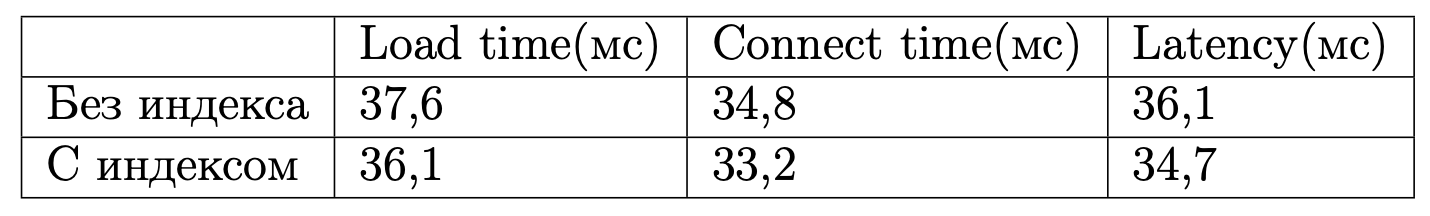 Load time(мс) Connect time(мс) Latency(мс)
Без индекса 37,6 34,8 36,1
С индексом 36,1 33,2 34,7